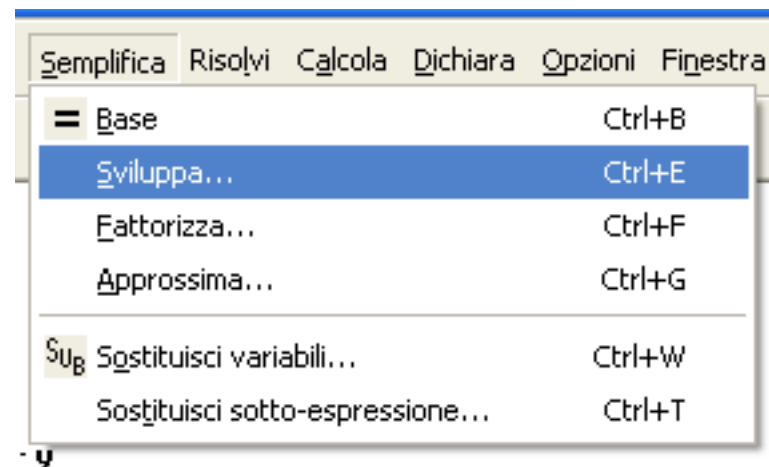 Semplifica Risolvi Calcola Dichiara Opzioni Finestra
= Base Ctrl+B
Sviluppa... Ctrl+E
Fattorizza... Ctrl+F
Approssima... Ctrl+G
SUB Sostituisci variabili... Ctrl+W
Sostituisci sotto-espressione... Ctrl+T